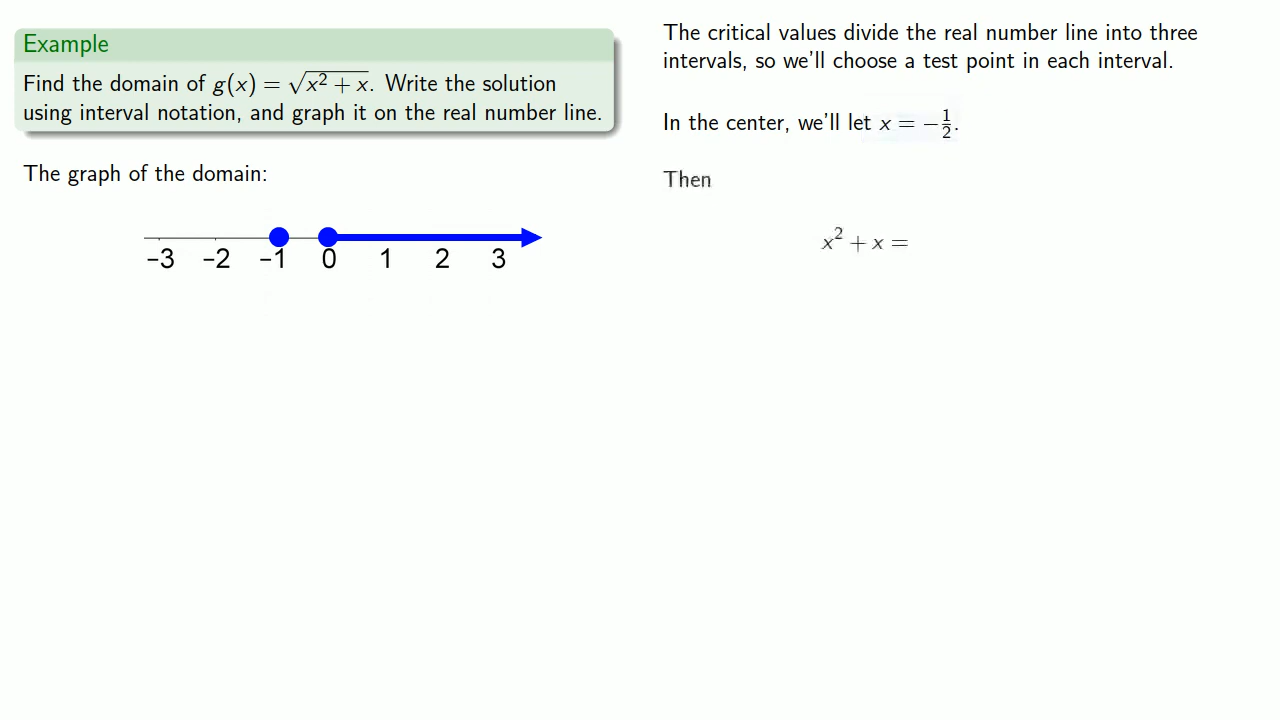 Example
Find the domain of g(x) = √(x² + x). Write the solution
using interval notation, and graph it on the real number line.
The graph of the domain:
−3 −2 −1 0 1 2 3
The critical values divide the real number line into three
intervals, so we'll choose a test point in each interval.
In the center, we'll let x = −1/2.
Then
x² + x =